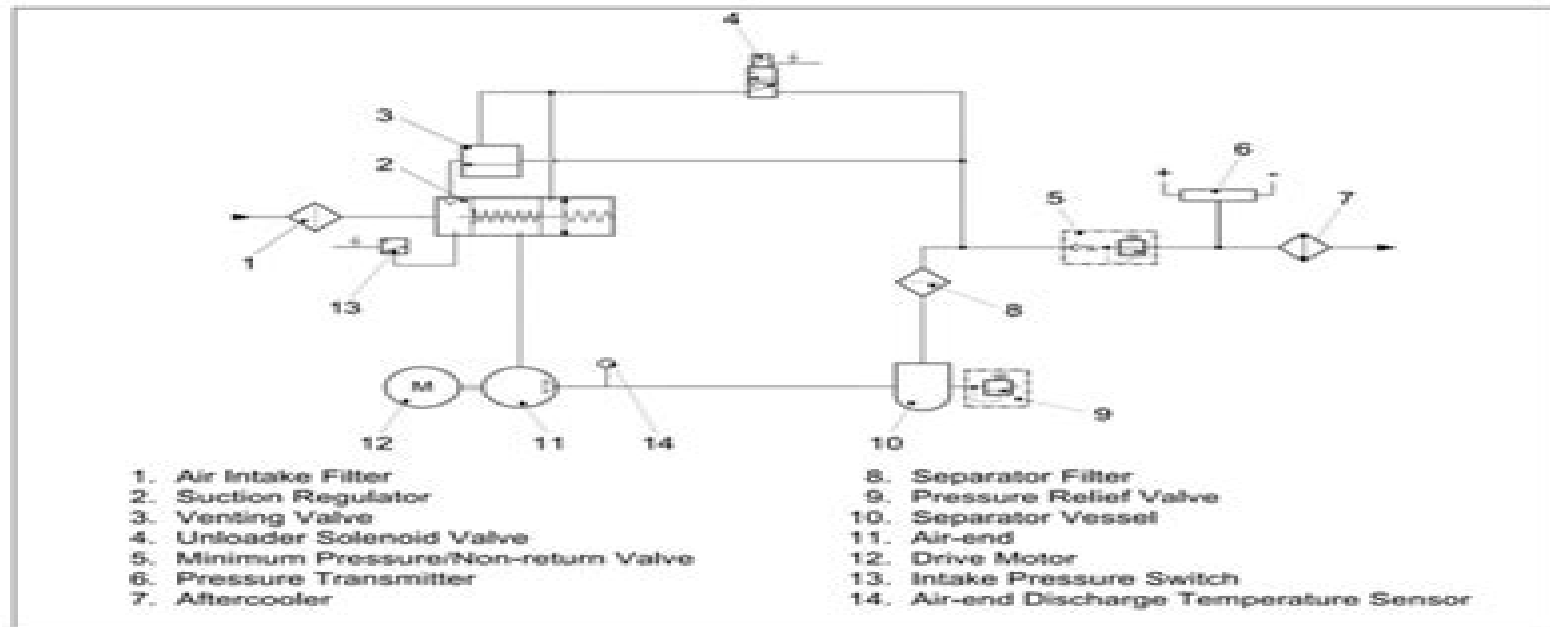 4
3
2
+
6
+ -
5
7
1
+
13
8
M
9
12
11
14
10
1. Air Intake Filter
2. Suction Regulator
3. Venting Valve
4. Unloader Solenoid Valve
5. Minimum Pressure/Non-return Valve
6. Pressure Transmitter
7. Aftercooler
8. Separator Filter
9. Pressure Relief Valve
10. Separator Vessel
11. Air-end
12. Drive Motor
13. Intake Pressure Switch
14. Air-end Discharge Temperature Sensor